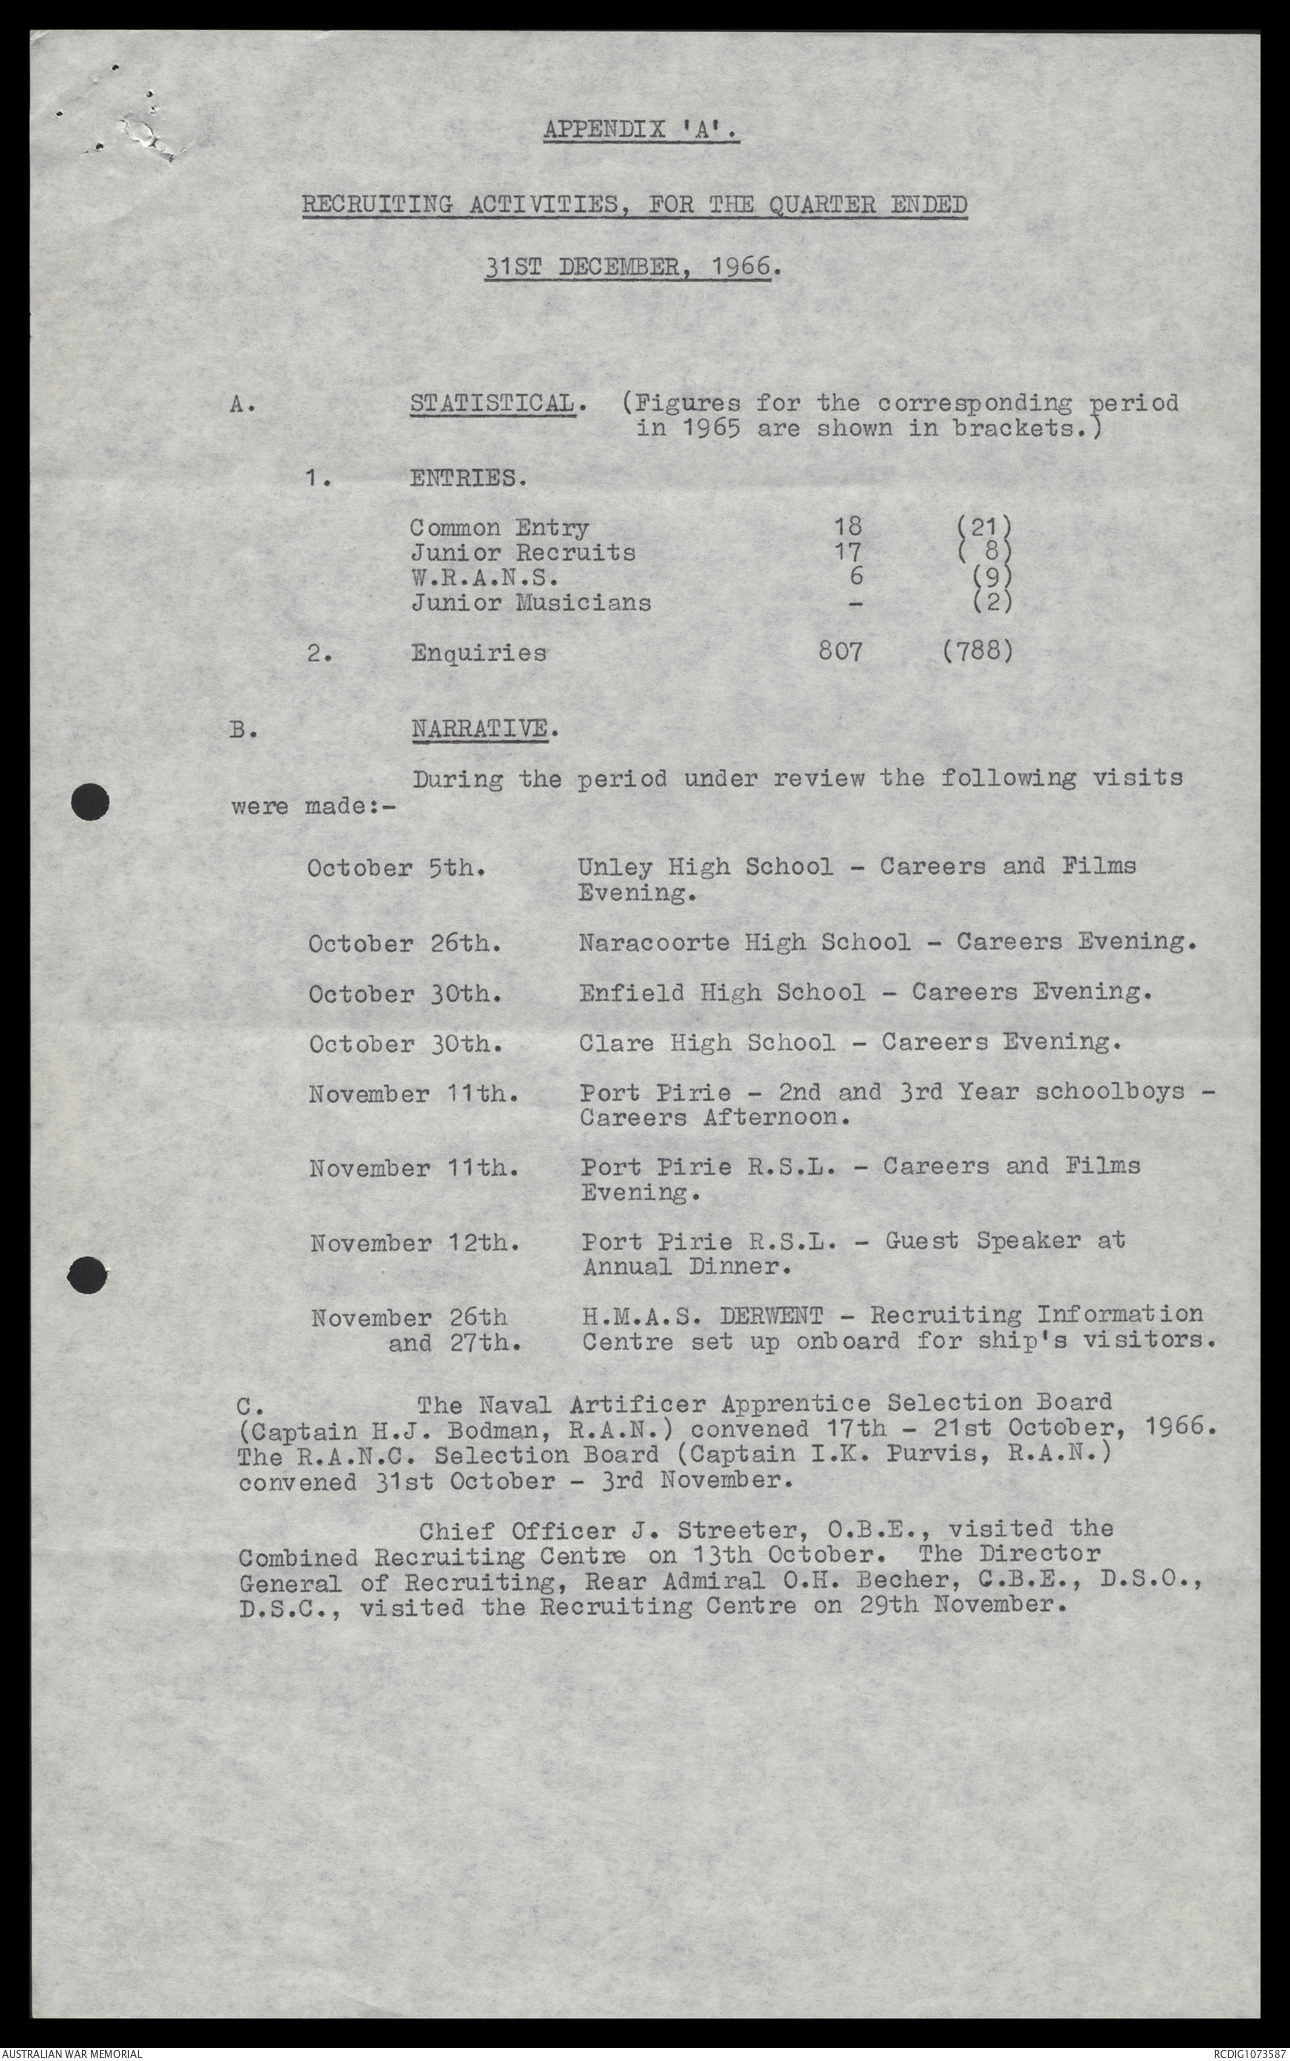 APPENDIX 'A'.
RECRUITING ACTIVITIES, FOR THE QUARTER ENDED
31ST DECEMBER, 1966.
A. STATISTICAL. (Figures for the corresponding period
in 1965 are shown in brackets.)
1. ENTRIES.
Common Entry 18 (21)
Junior Recruits 17 ( 8)
W.R.A.N.S. 6 (9)
Junior Musicians - (2)
2. Enquiries 807 (788)
B. NARRATIVE.
During the period under review the following visits
were made:-
October 5th. Unley High School - Careers and Films
Evening.
October 26th. Naracoorte High School - Careers Evening.
October 30th. Enfield High School - Careers Evening.
October 30th. Clare High School - Careers Evening.
November 11th. Port Pirie - 2nd and 3rd Year schoolboys -
Careers Afternoon.
November 11th. Port Pirie R.S.L. - Careers and Films
Evening.
November 12th. Port Pirie R.S.L. - Guest Speaker at
Annual Dinner.
November 26th H.M.A.S. DERWENT - Recruiting Information
and 27th. Centre set up onboard for ship's visitors.
C. The Naval Artificer Apprentice Selection Board
(Captain H.J. Bodman, R.A.N.) convened 17th - 21st October, 1966.
The R.A.N.C. Selection Board (Captain I.K. Purvis, R.A.N.)
convened 31st October - 3rd November.
Chief Officer J. Streeter, O.B.E., visited the
Combined Recruiting Centre on 13th October. The Director
General of Recruiting, Rear Admiral O.H. Becher, C.B.E., D.S.O.,
D.S.C., visited the Recruiting Centre on 29th November.
AUSTRALIAN WAR MEMORIAL RCDIG1073587